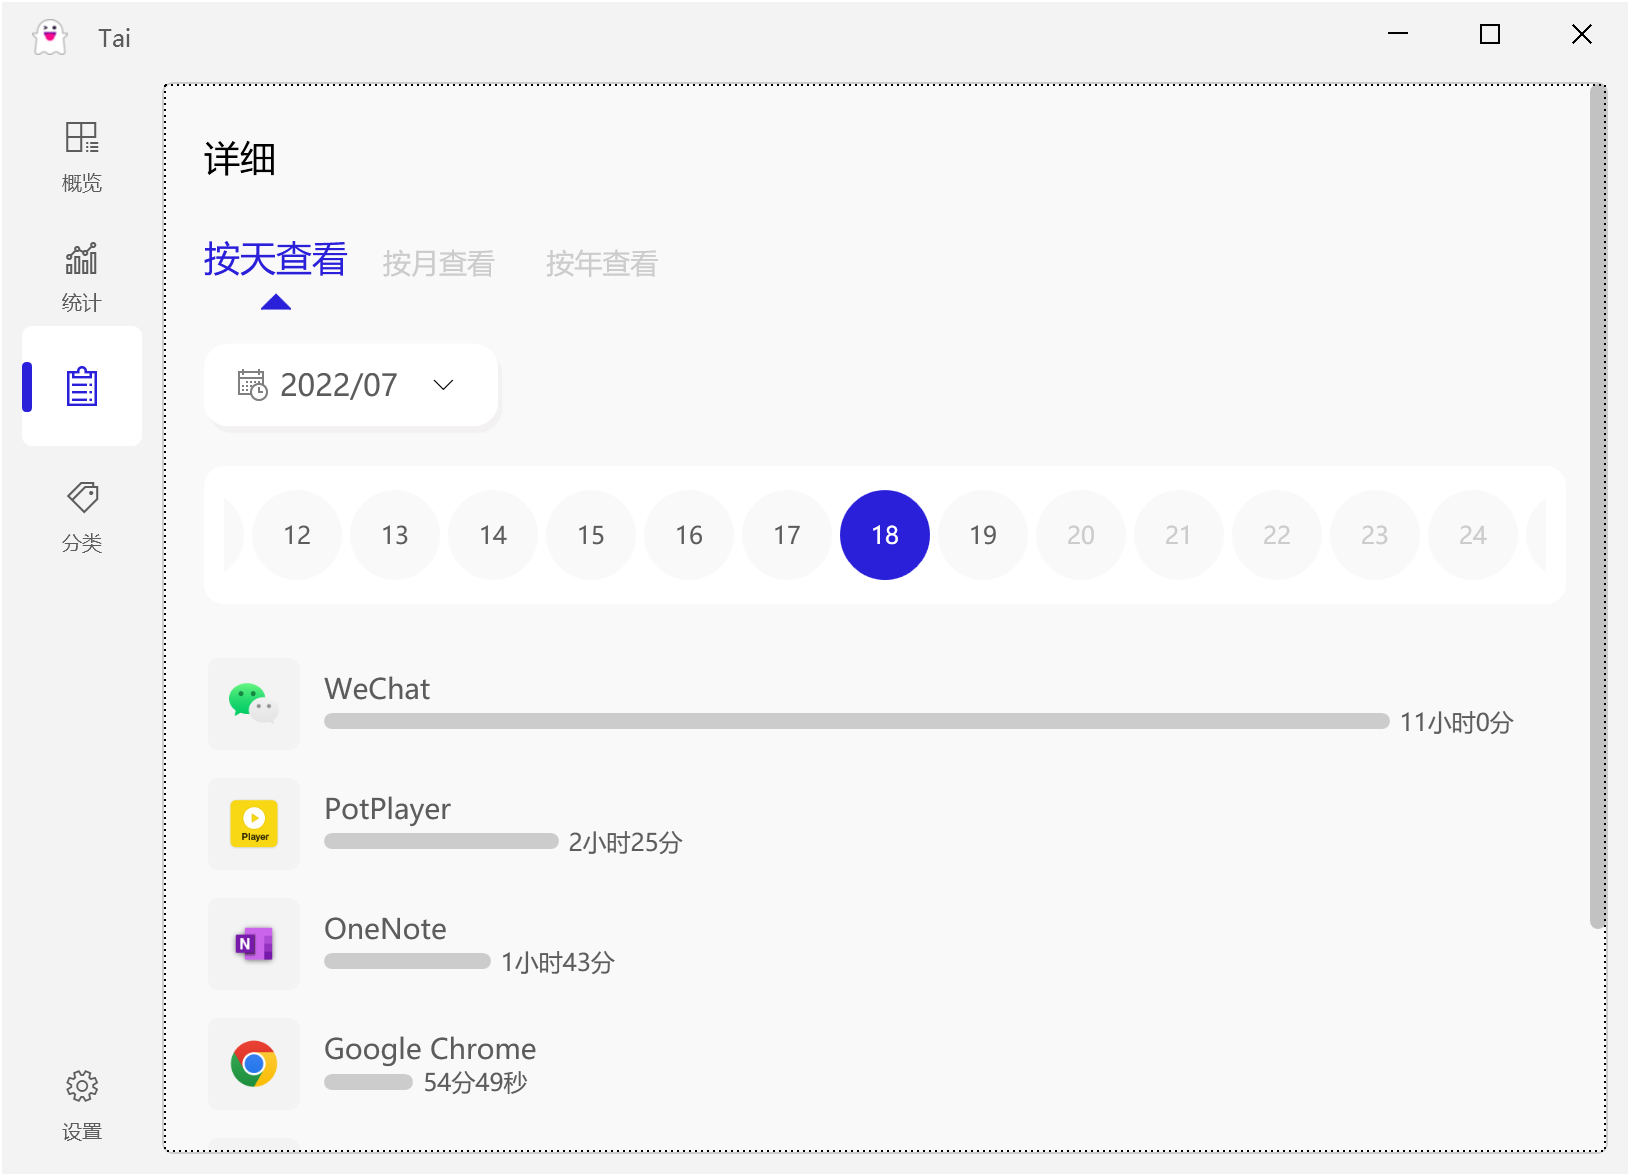 Tai
概览
统计
分类
设置
详细
按天查看 按月查看 按年查看
2022/07
12 13 14 15 16 17 18 19 20 21 22 23 24
WeChat
11小时0分
Player
PotPlayer
2小时25分
N
OneNote
1小时43分
Google Chrome
54分49秒